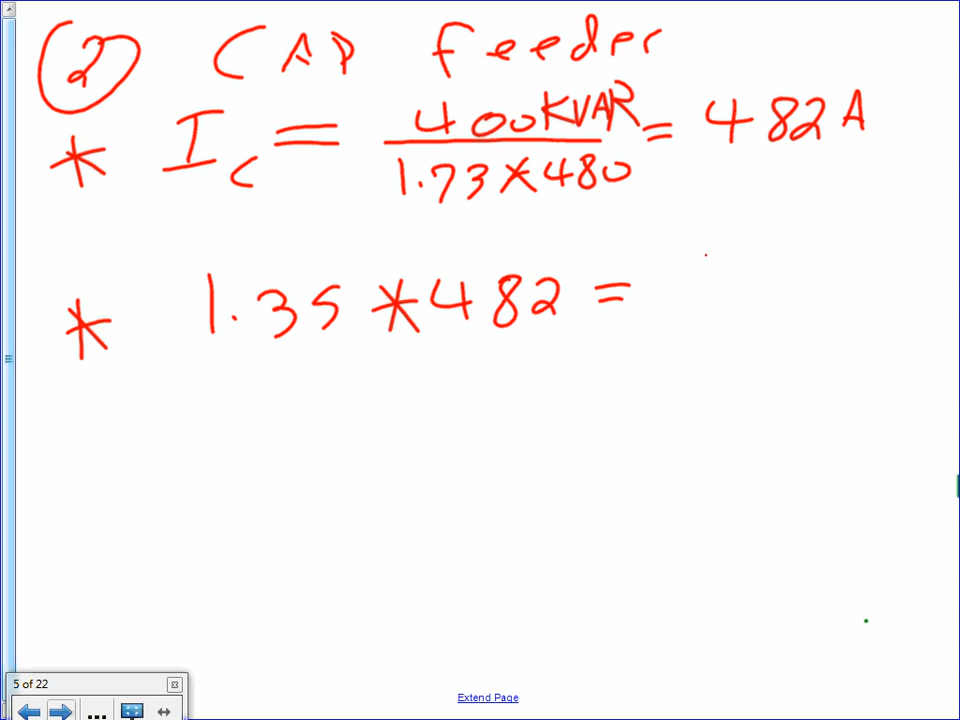 2 CAP feeder
* Ic = 400KVAR / 1.73*480 = 482A
* 1.35 * 482 =
5 of 22
...
Extend Page